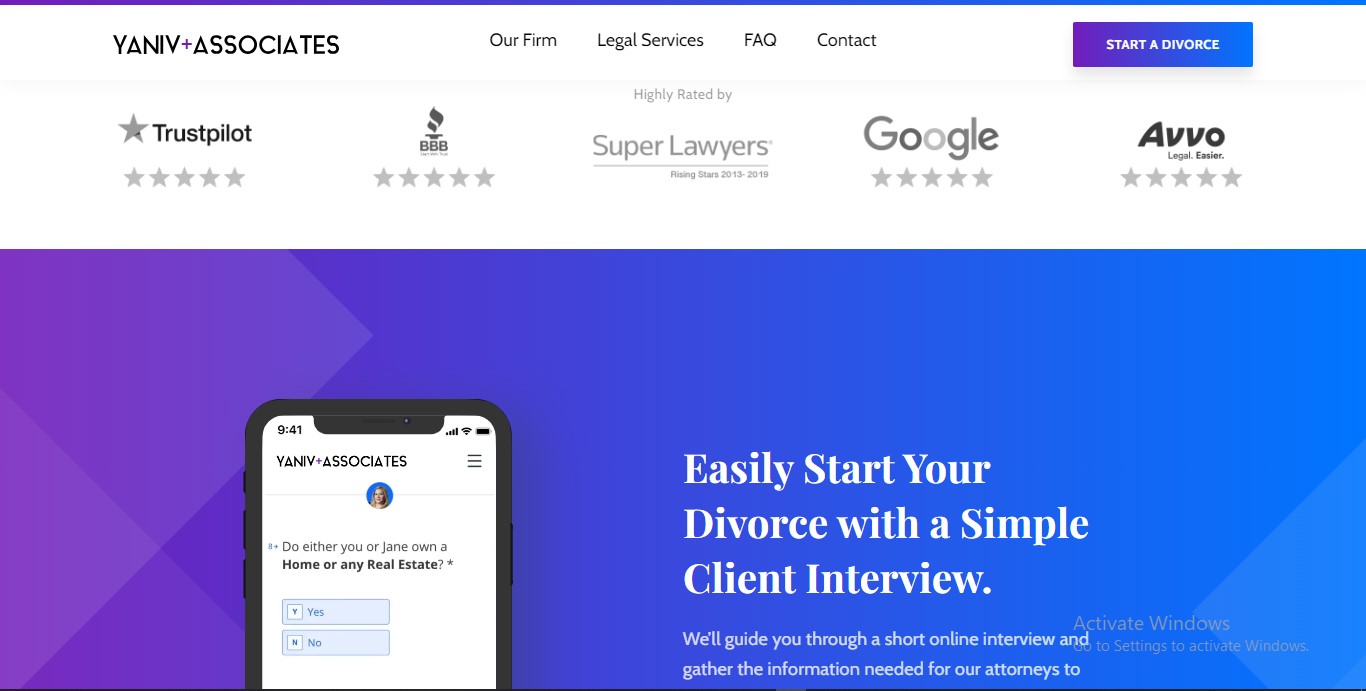 YANIV+ASSOCIATES
Our Firm
Legal Services
FAQ
Contact
START A DIVORCE
Highly Rated by
Trustpilot
BBB
Start With Trust
Super Lawyers®
Rising Stars 2013- 2019
Google
Avvo
Legal. Easier.
9:41
YANIV+ASSOCIATES
8→ Do either you or Jane own a
Home or any Real Estate? *
Y Yes
N No
Easily Start Your
Divorce with a Simple
Client Interview.
We'll guide you through a short online interview and
gather the information needed for our attorneys to
Activate Windows
Go to Settings to activate Windows.